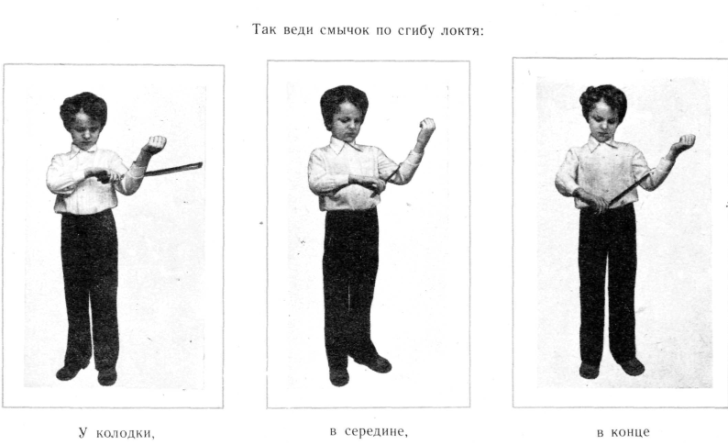 Так веди смычок по сгибу локтя:
У колодки,
в середине,
в конце